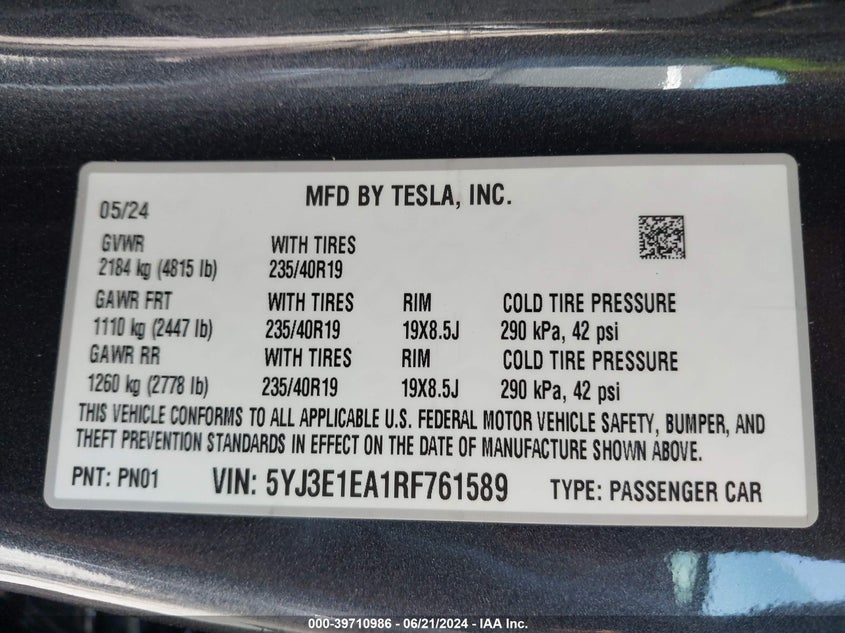 MFD BY TESLA, INC.
05/24
GVWR WITH TIRES
2184 kg (4815 lb) 235/40R19
GAWR FRT WITH TIRES RIM COLD TIRE PRESSURE
1110 kg (2447 lb) 235/40R19 19X8.5J 290 kPa, 42 psi
GAWR RR WITH TIRES RIM COLD TIRE PRESSURE
1260 kg (2778 lb) 235/40R19 19X8.5J 290 kPa, 42 psi
THIS VEHICLE CONFORMS TO ALL APPLICABLE U.S. FEDERAL MOTOR VEHICLE SAFETY, BUMPER, AND
THEFT PREVENTION STANDARDS IN EFFECT ON THE DATE OF MANUFACTURE SHOWN ABOVE.
PNT: PN01 VIN: 5YJ3E1EA1RF761589 TYPE: PASSENGER CAR
000-39710986 - 06/21/2024 - IAA Inc.